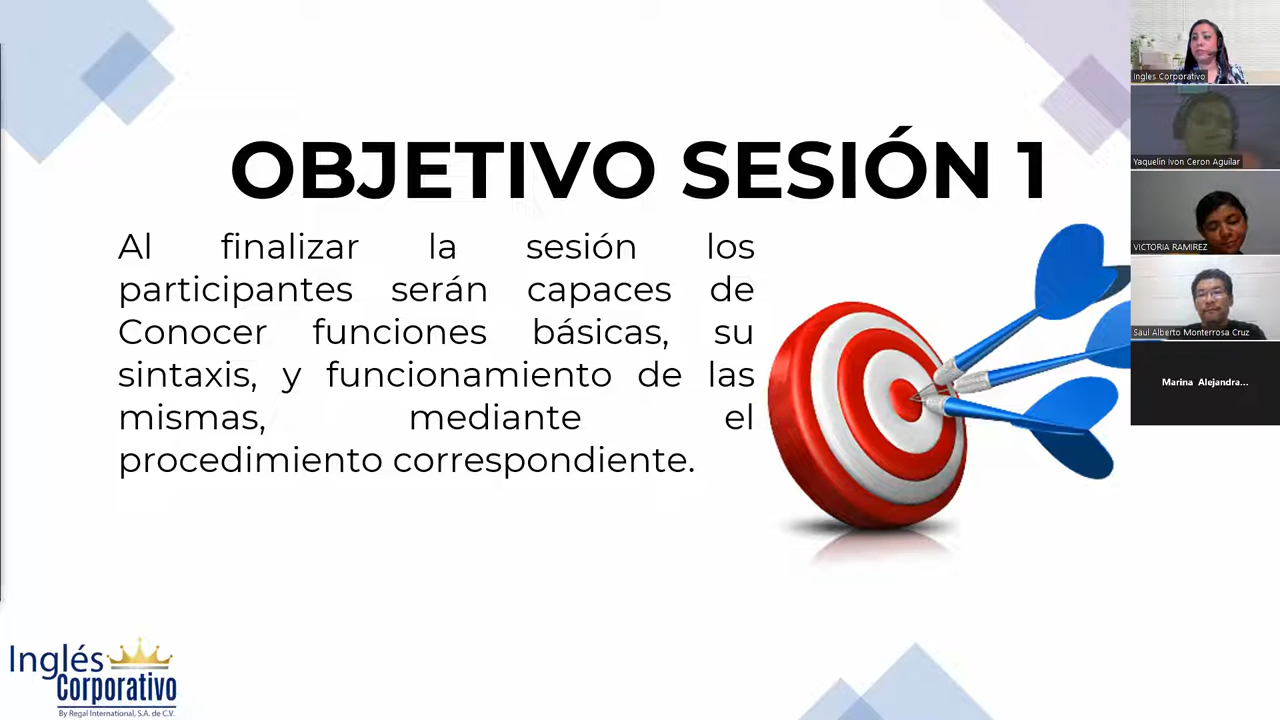 OBJETIVO SESIÓN 1
Al finalizar la sesión los
participantes serán capaces de
Conocer funciones básicas, su
sintaxis, y funcionamiento de las
mismas, mediante el
procedimiento correspondiente.
Inglés
Corporativo
By Regal International, S.A. de C.V.
Ingles Corporativo
Yaquelin Ivon Ceron Aguilar
VICTORIA RAMIREZ
Saul Alberto Monterrosa Cruz
Marina Alejandra...